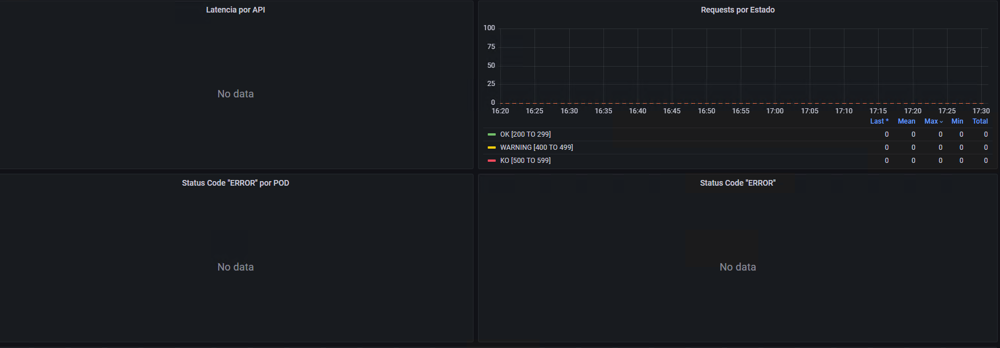 Latencia por API
No data
Requests por Estado
100
75
50
25
0
16:20 16:25 16:30 16:35 16:40 16:45 16:50 16:55 17:00 17:05 17:10 17:15 17:20 17:25 17:30
Last * Mean Max Min Total
OK [200 TO 299] 0 0 0 0 0
WARNING [400 TO 499] 0 0 0 0 0
KO [500 TO 599] 0 0 0 0 0
Status Code "ERROR" por POD
No data
Status Code "ERROR"
No data